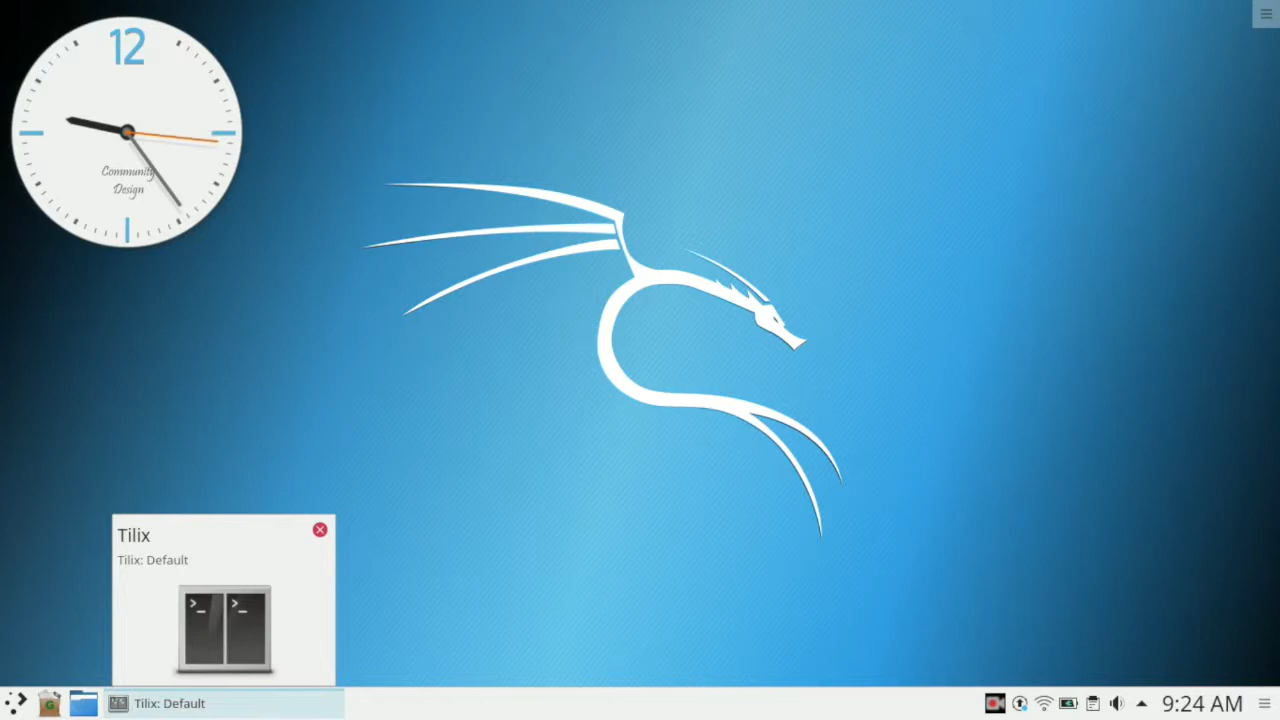 12
Community
Design
Tilix
Tilix: Default
>_ >_
G
Tilix: Default
9:24 AM